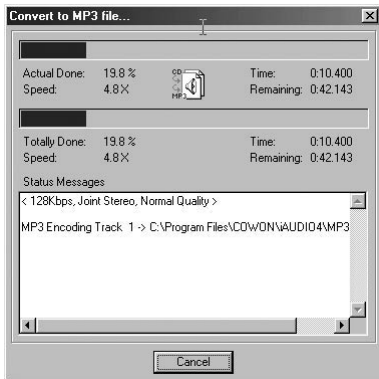 Convert to MP3 file...
Actual Done: 19.8 % CD Time: 0:10.400
Speed: 4.8X MP3 Remaining: 0:42.143
Totally Done: 19.8 % Time: 0:10.400
Speed: 4.8X Remaining: 0:42.143
Status Messages
< 128Kbps, Joint Stereo, Normal Quality >
MP3 Encoding Track 1 -> C:\Program Files\COWON\iAUDIO4\MP3
Cancel